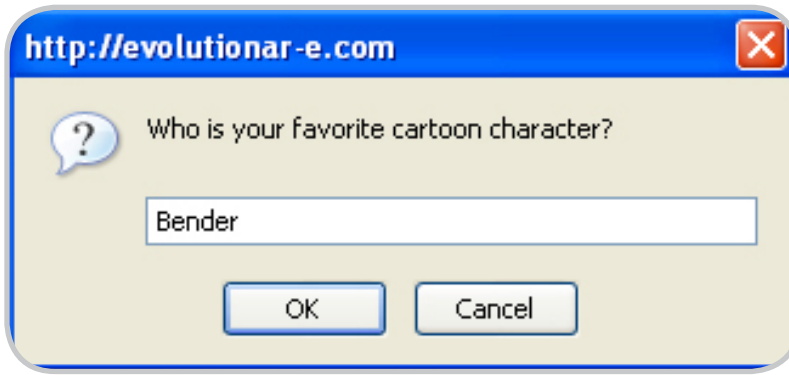 http://evolutionar-e.com
Who is your favorite cartoon character?
Bender
OK Cancel